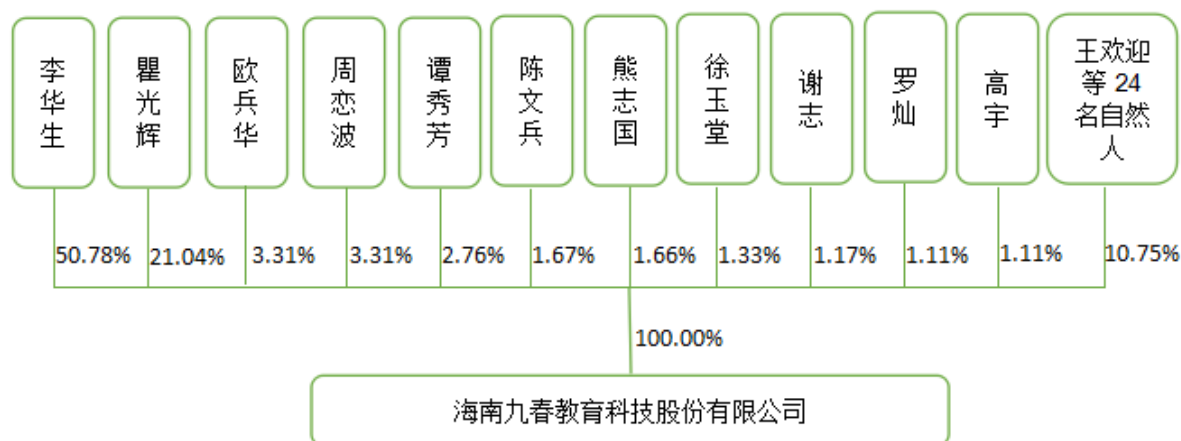 李华生
瞿光辉
欧兵华
周恋波
谭秀芳
陈文兵
熊志国
徐玉堂
谢志
罗灿
高宇
王欢迎
等 24
名自然
人
50.78%
21.04%
3.31%
3.31%
2.76%
1.67%
1.66%
1.33%
1.17%
1.11%
1.11%
10.75%
100.00%
海南九春教育科技股份有限公司